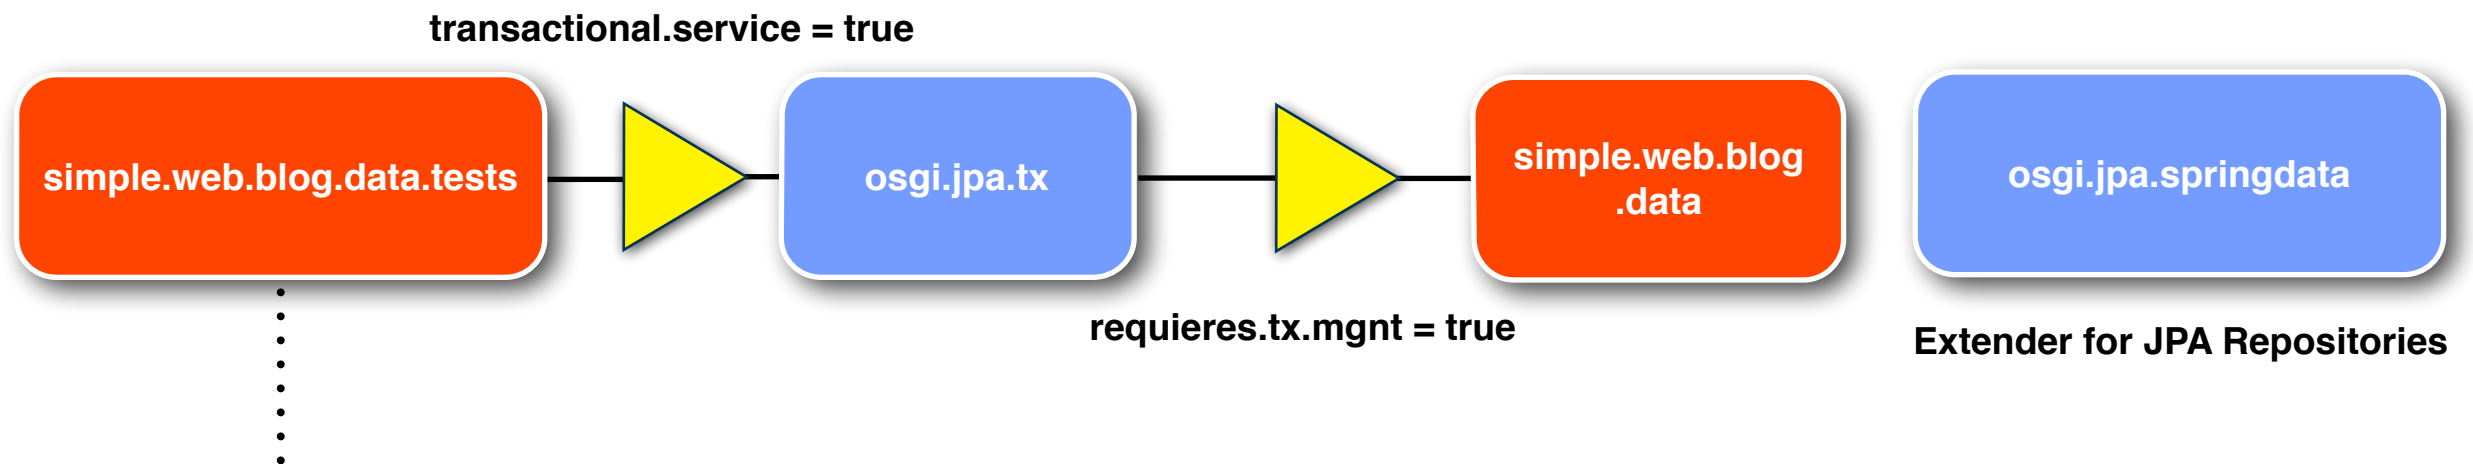 transactional.service = true
simple.web.blog.data.tests
osgi.jpa.tx
simple.web.blog
.data
osgi.jpa.springdata
requieres.tx.mgnt = true
Extender for JPA Repositories